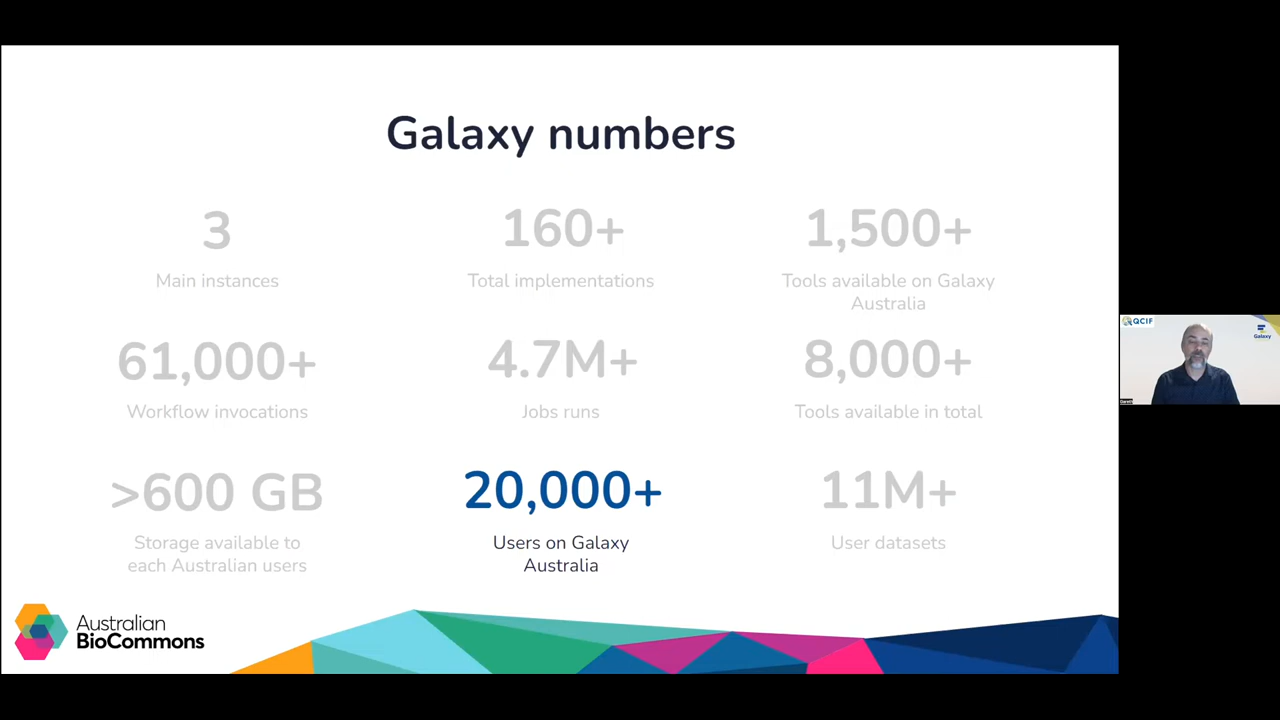 Galaxy numbers
3
160+
1,500+
Main instances
Total implementations
Tools available on Galaxy
Australia
61,000+
4.7M+
8,000+
Workflow invocations
Jobs runs
Tools available in total
>600 GB
20,000+
11M+
Storage available to
each Australian users
Users on Galaxy
Australia
User datasets
Australian
BioCommons
QCIF
Galaxy